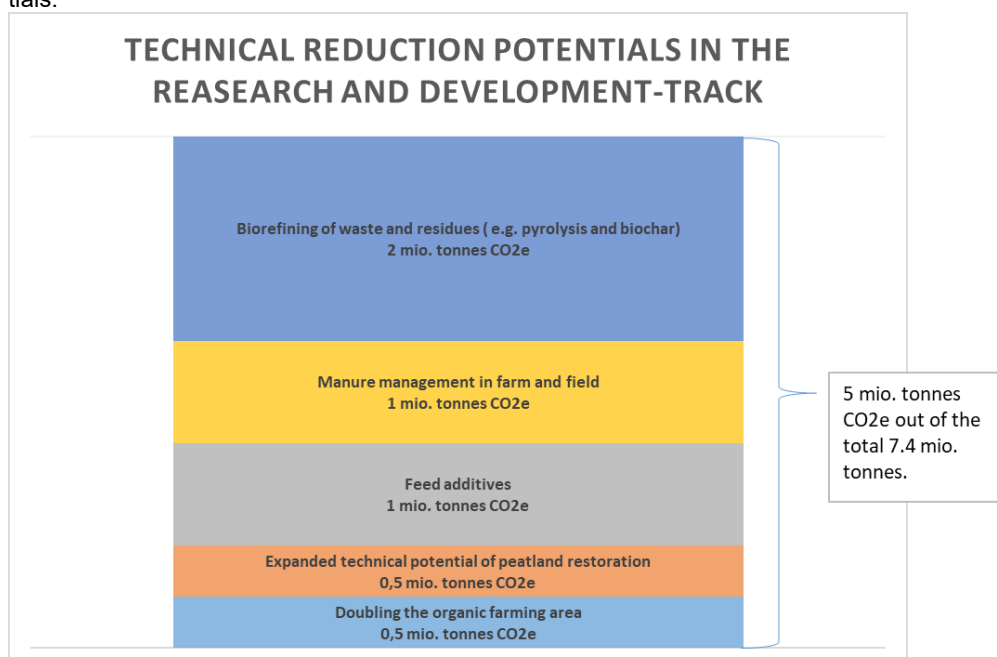 tials.
TECHNICAL REDUCTION POTENTIALS IN THE
REASEARCH AND DEVELOPMENT-TRACK
Biorefining of waste and residues ( e.g. pyrolysis and biochar)
2 mio. tonnes CO2e
Manure management in farm and field
1 mio. tonnes CO2e
Feed additives
1 mio. tonnes CO2e
Expanded technical potential of peatland restoration
0,5 mio. tonnes CO2e
Doubling the organic farming area
0,5 mio. tonnes CO2e
5 mio. tonnes
CO2e out of the
total 7.4 mio.
tonnes.